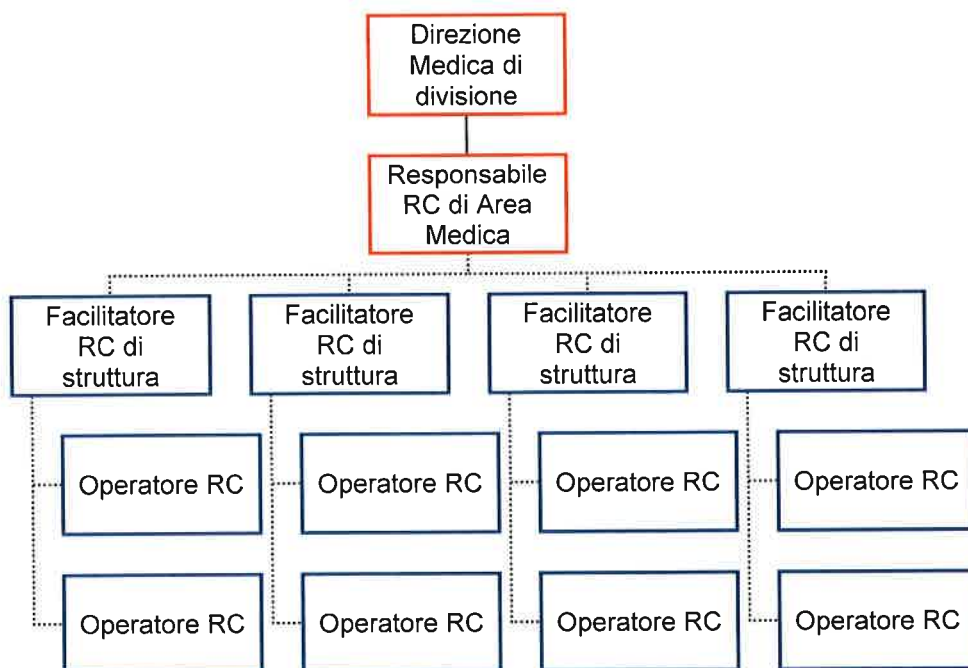 Direzione
Medica di
divisione
Responsabile
RC di Area
Medica
Facilitatore
RC di
struttura
Facilitatore
RC di
struttura
Facilitatore
RC di
struttura
Facilitatore
RC di
struttura
Operatore RC
Operatore RC
Operatore RC
Operatore RC
Operatore RC
Operatore RC
Operatore RC
Operatore RC